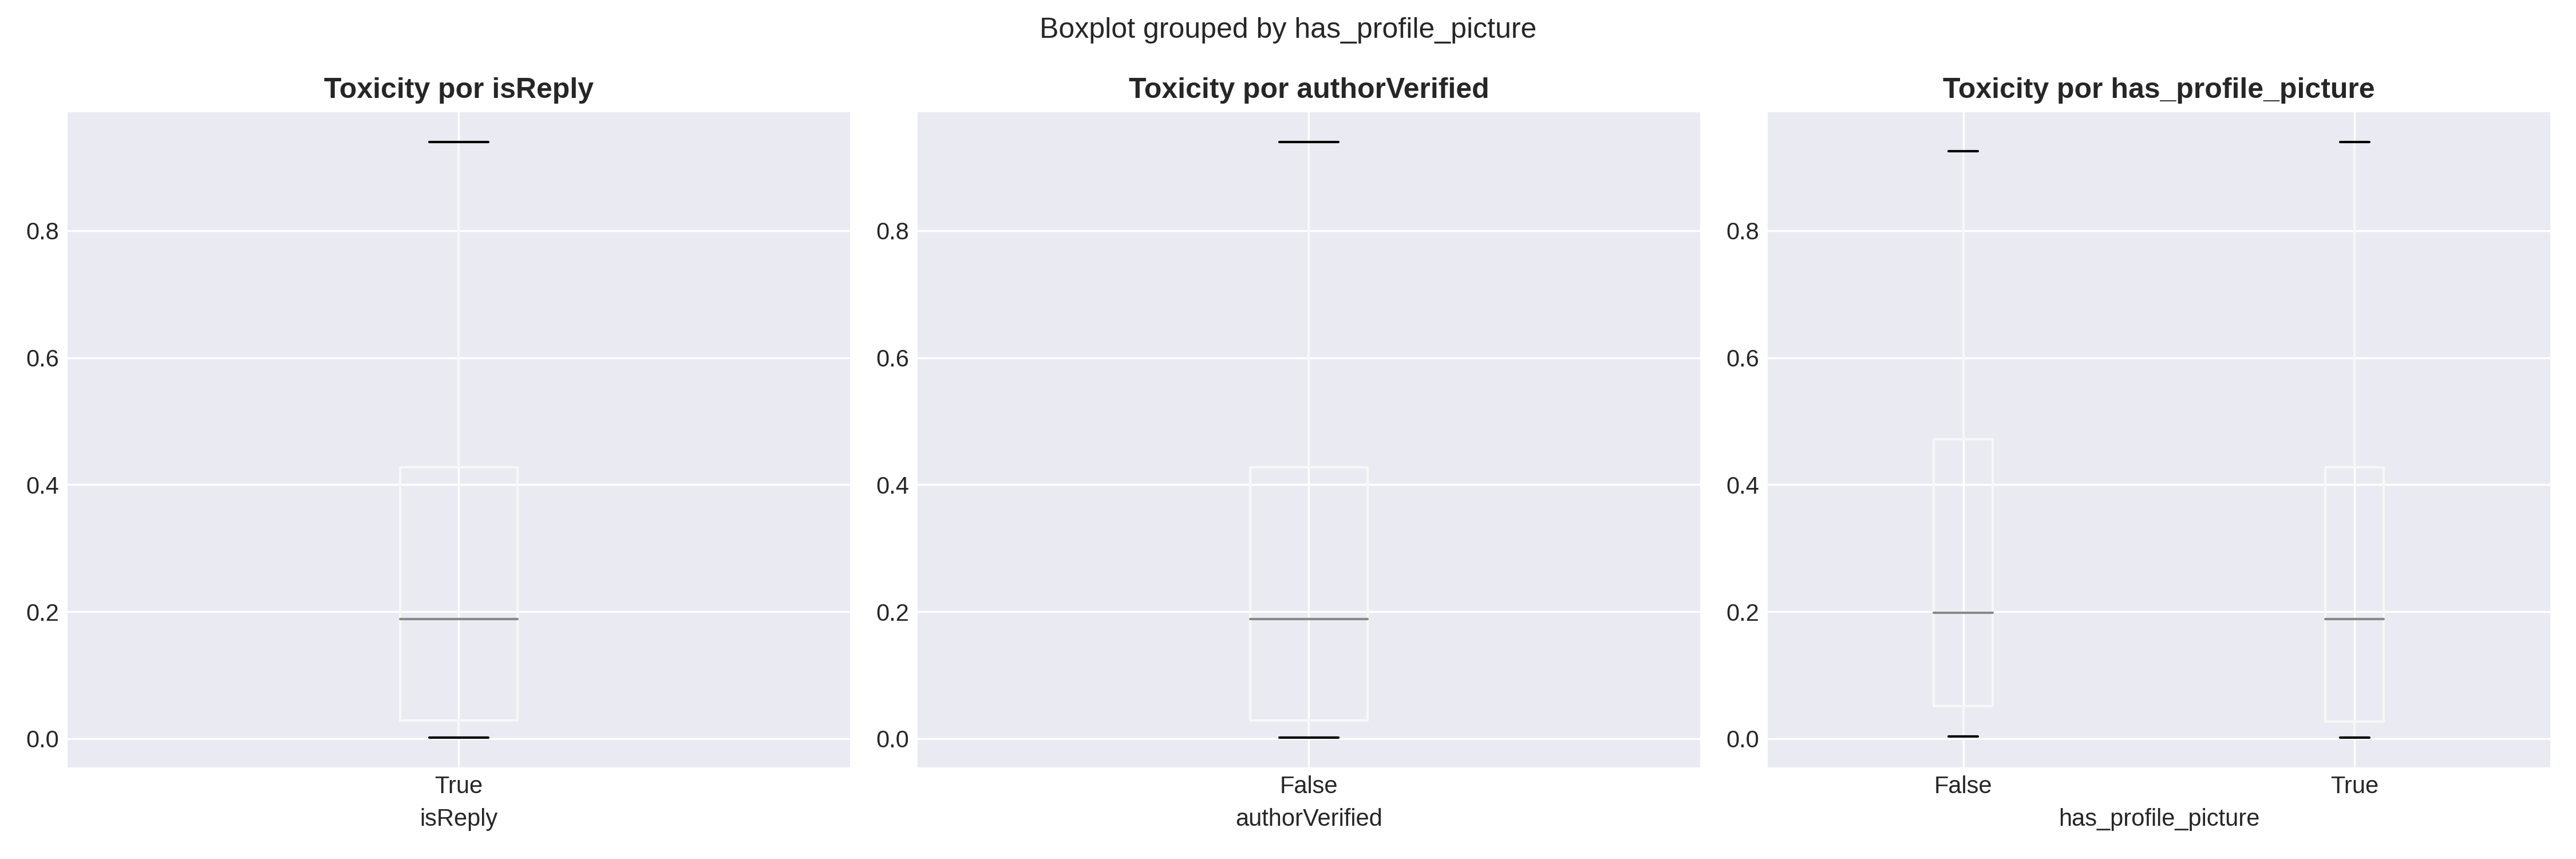 Boxplot grouped by has_profile_picture
Toxicity por isReply
0.8
0.6
0.4
0.2
0.0
True
isReply
Toxicity por authorVerified
0.8
0.6
0.4
0.2
0.0
False
authorVerified
Toxicity por has_profile_picture
0.8
0.6
0.4
0.2
0.0
False True
has_profile_picture